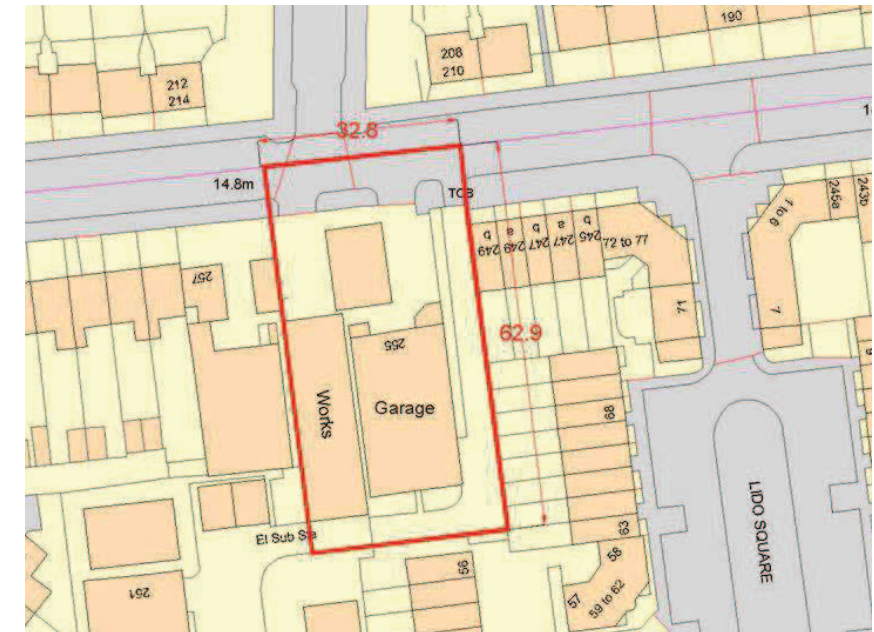 190
208
210
212
214
32.8
14.8m
TCB
1 to 6
245a
243b
b
249
a
249
b
247
a
247
b
245
72 to 77
257
71
7
62.9
255
Works
Garage
68
LIDO SQUARE
El Sub Sta
63
58
56
57
59 to 62
251